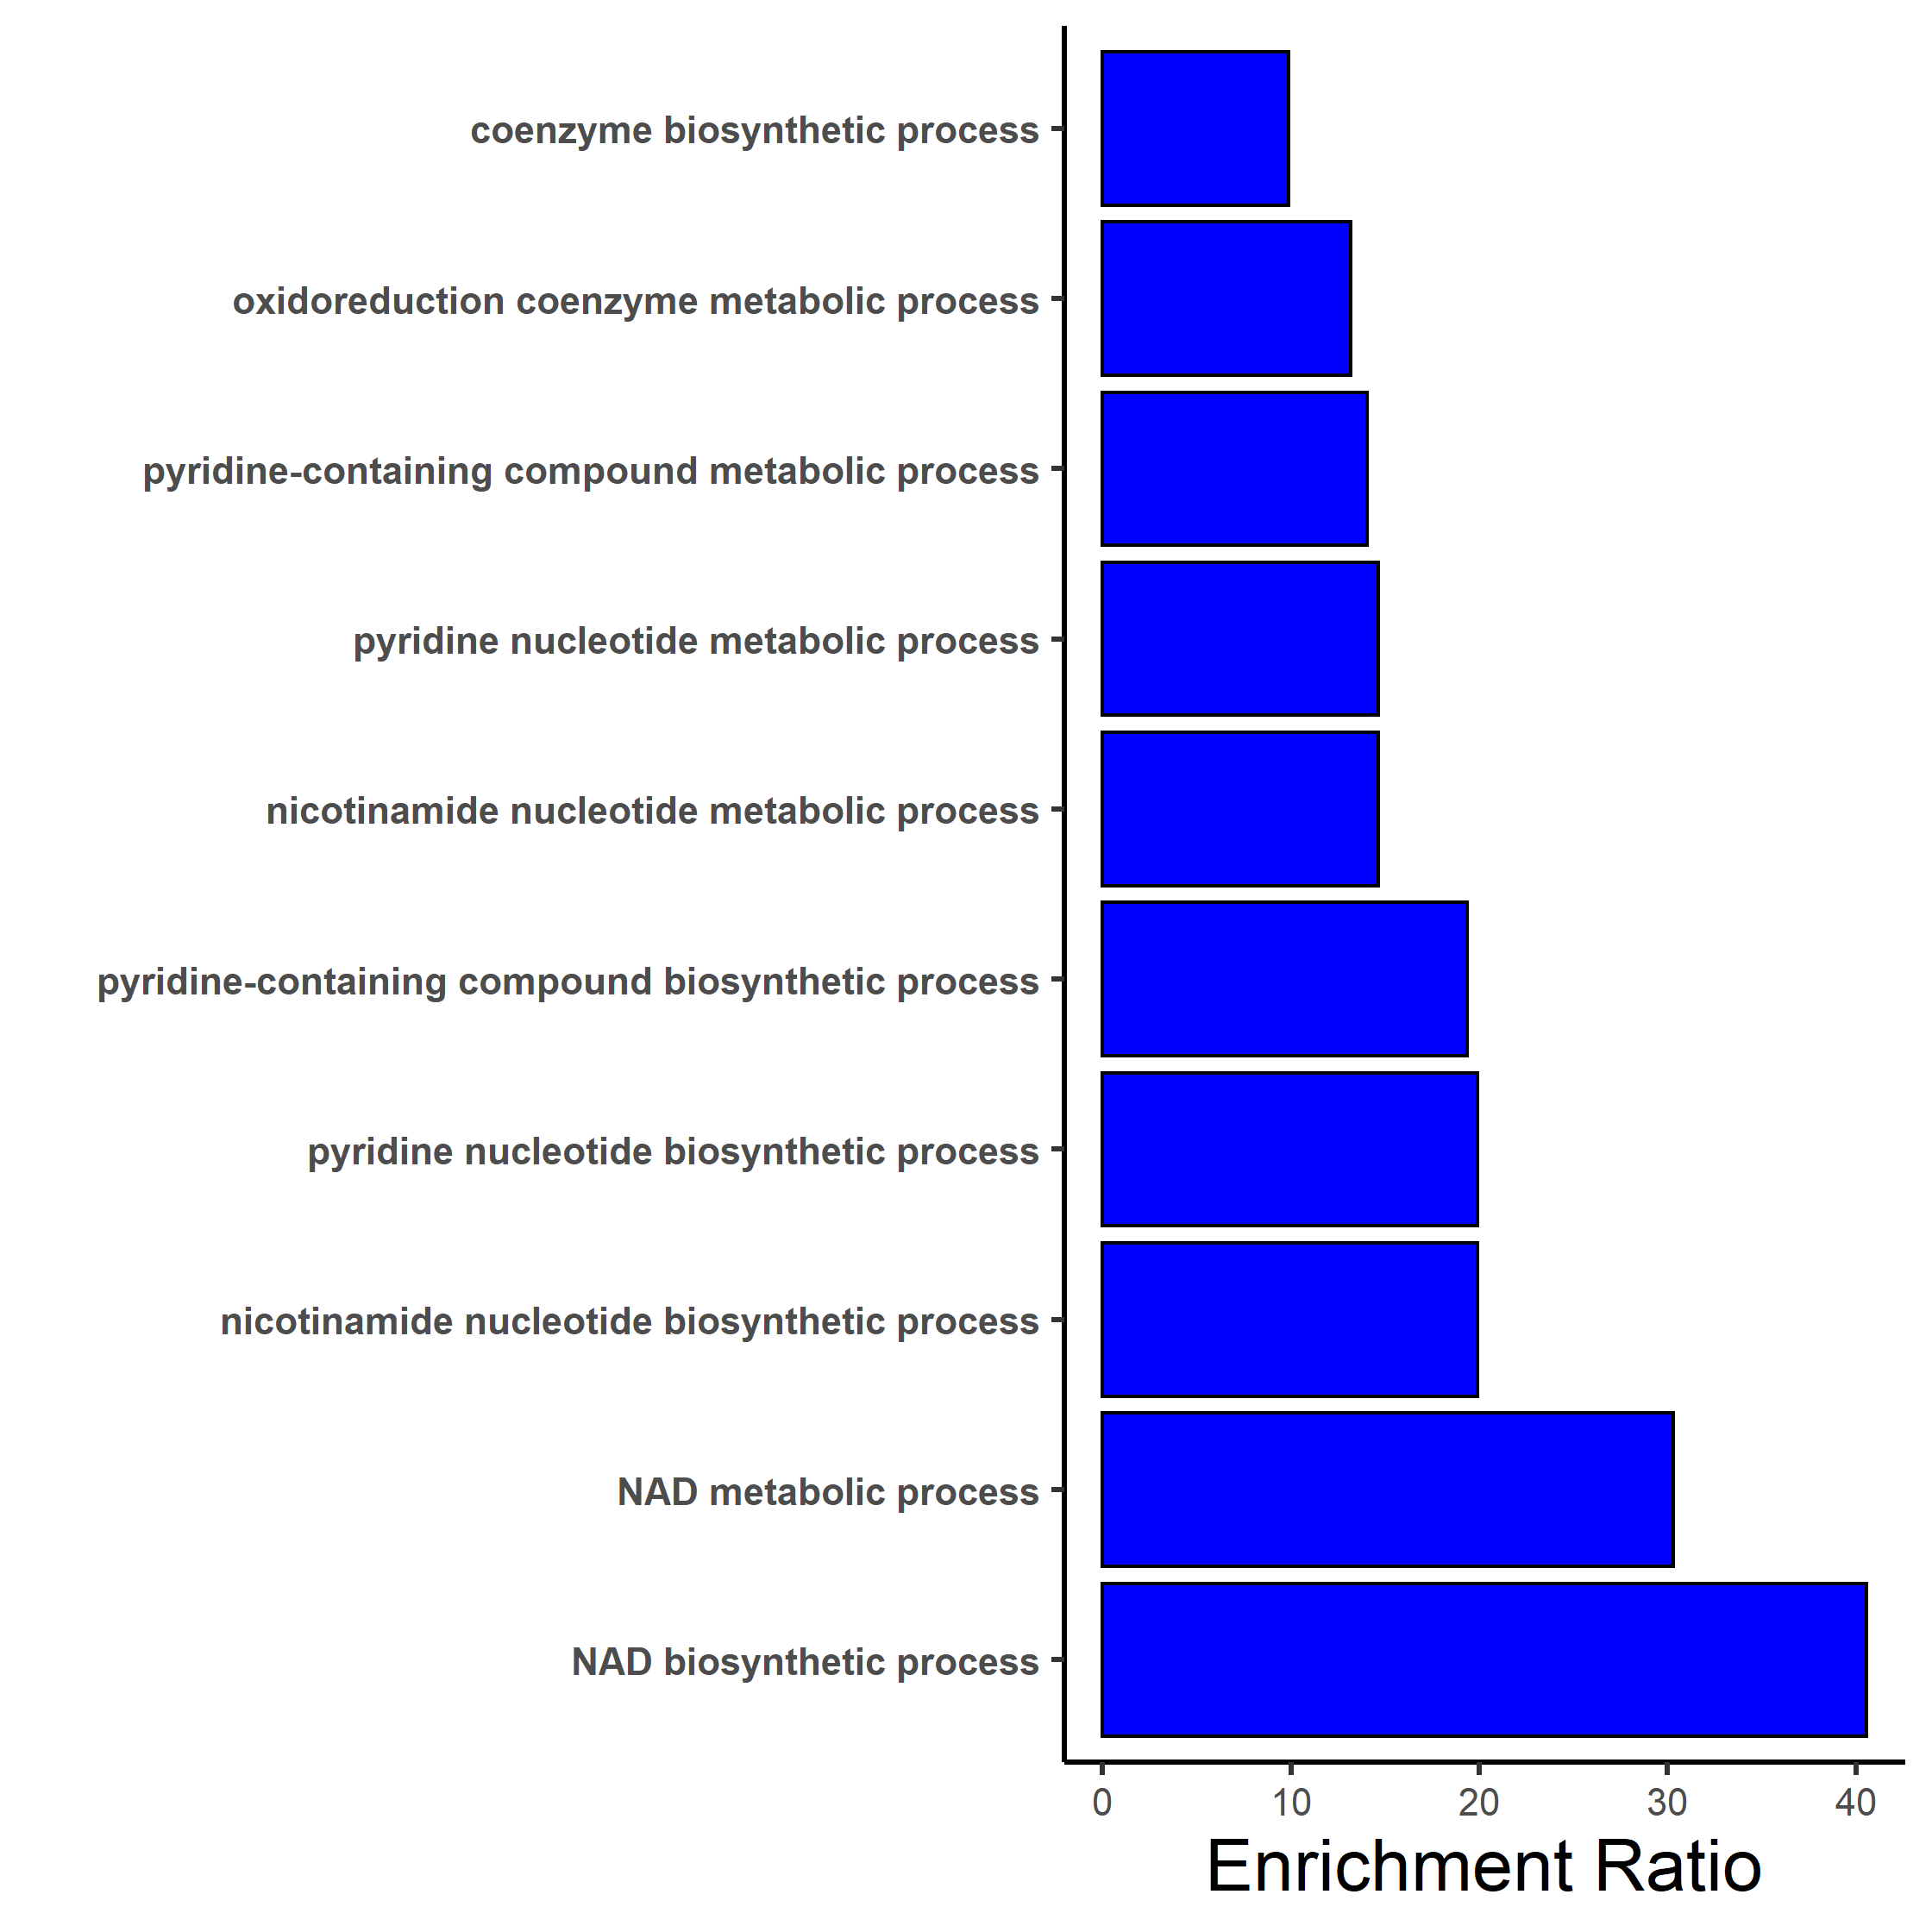 coenzyme biosynthetic process
oxidoreduction coenzyme metabolic process
pyridine-containing compound metabolic process
pyridine nucleotide metabolic process
nicotinamide nucleotide metabolic process
pyridine-containing compound biosynthetic process
pyridine nucleotide biosynthetic process
nicotinamide nucleotide biosynthetic process
NAD metabolic process
NAD biosynthetic process
0 10 20 30 40
Enrichment Ratio